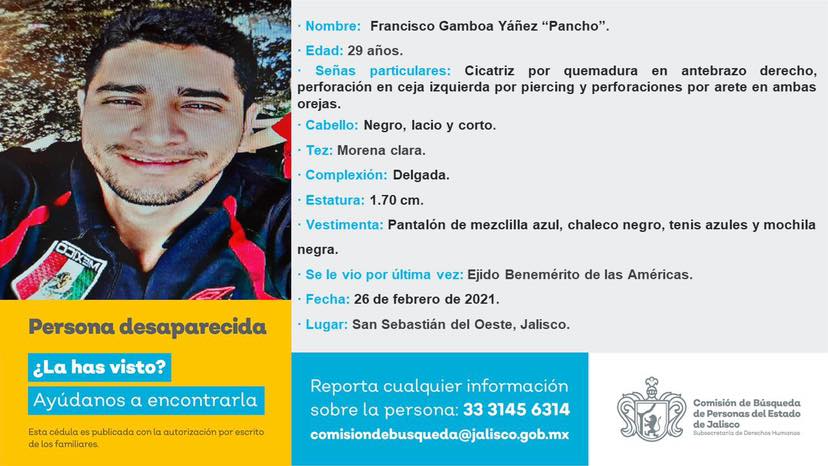 · Nombre: Francisco Gamboa Yáñez “Pancho”.
· Edad: 29 años.
· Señas particulares: Cicatriz por quemadura en antebrazo derecho,
perforación en ceja izquierda por piercing y perforaciones por arete en ambas
orejas.
· Cabello: Negro, lacio y corto.
· Tez: Morena clara.
· Complexión: Delgada.
· Estatura: 1.70 cm.
· Vestimenta: Pantalón de mezclilla azul, chaleco negro, tenis azules y mochila
negra.
· Se le vio por última vez: Ejido Benemérito de las Américas.
· Fecha: 26 de febrero de 2021.
· Lugar: San Sebastián del Oeste, Jalisco.
MEXICO
Persona desaparecida
¿La has visto?
Ayúdanos a encontrarla
Esta cédula es publicada con la autorización por escrito
de los familiares.
Reporta cualquier información
sobre la persona: 33 3145 6314
comisiondebusqueda@jalisco.gob.mx
Comisión de Búsqueda
de Personas del Estado
de Jalisco
Subsecretaría de Derechos Humanos